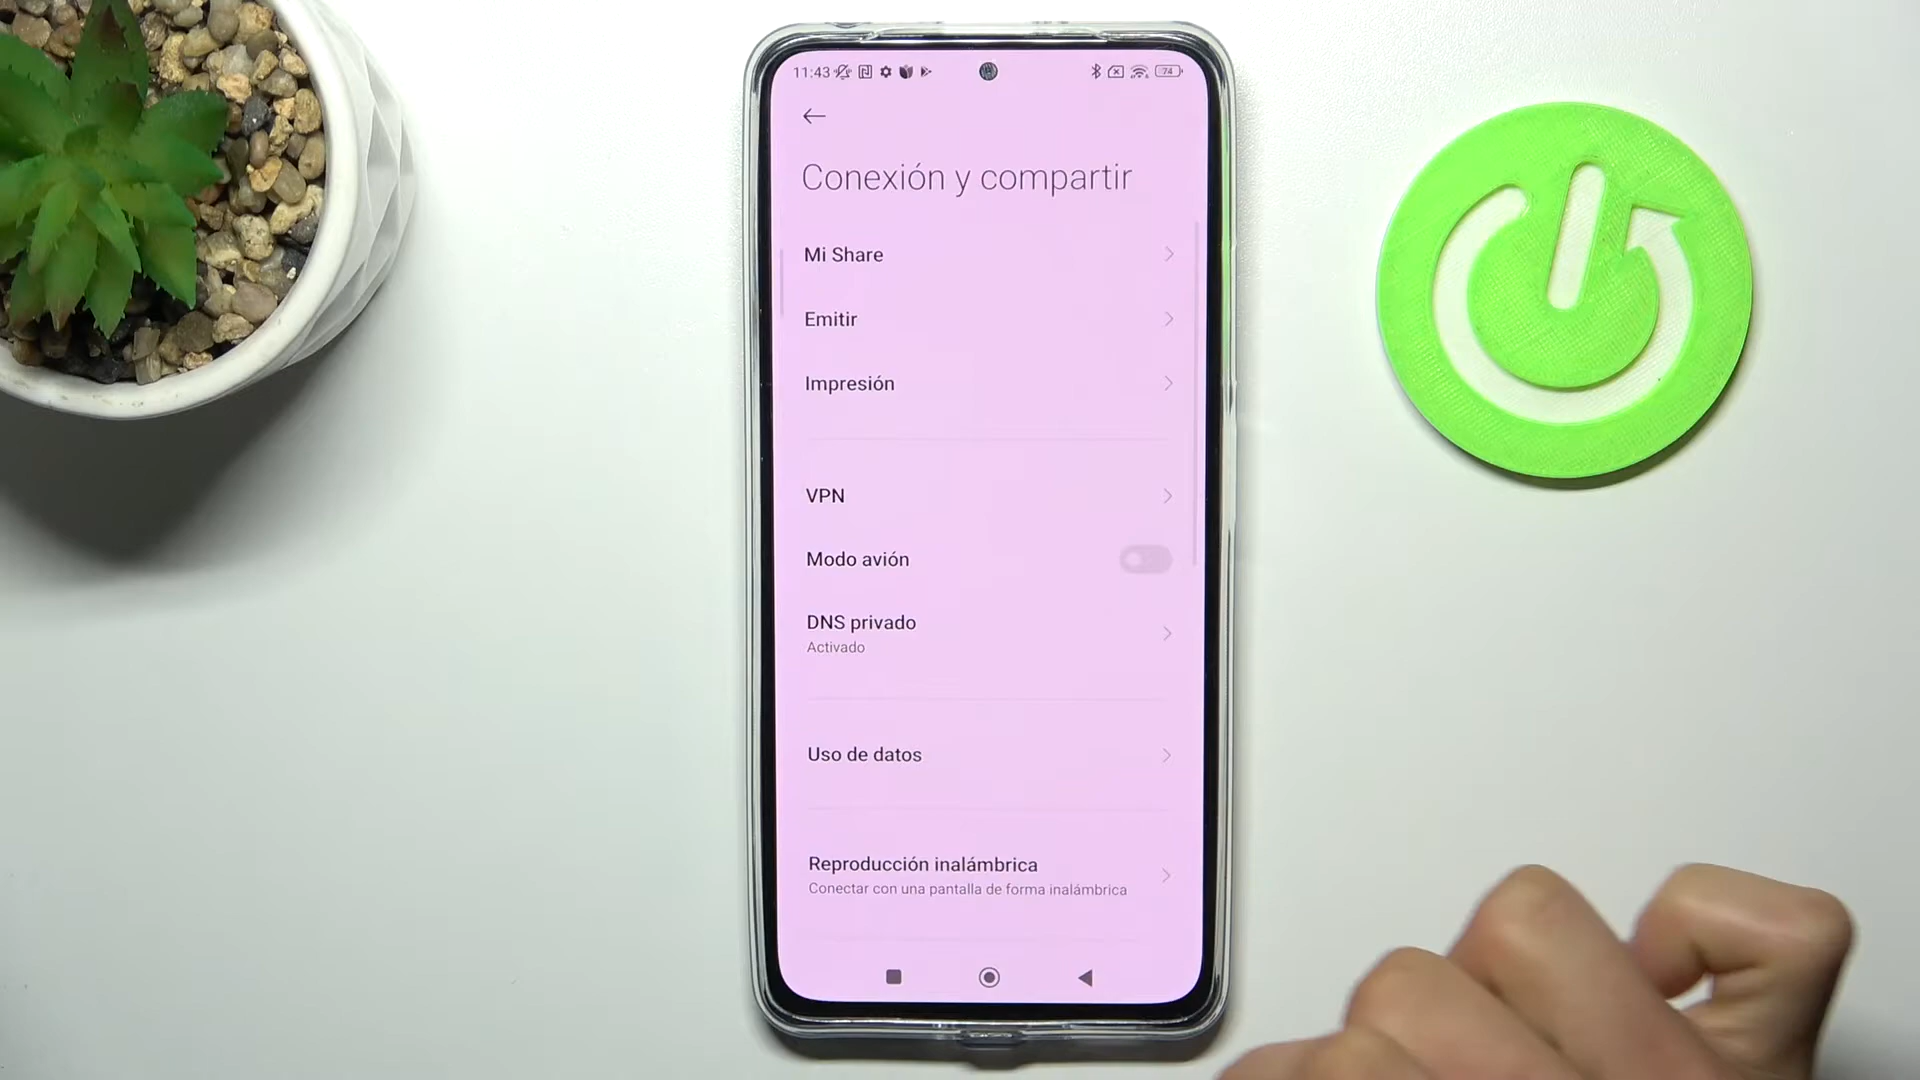 11:43 74
Conexión y compartir
Mi Share
Emitir
Impresión
VPN
Modo avión
DNS privado
Activado
Uso de datos
Reproducción inalámbrica
Conectar con una pantalla de forma inalámbrica